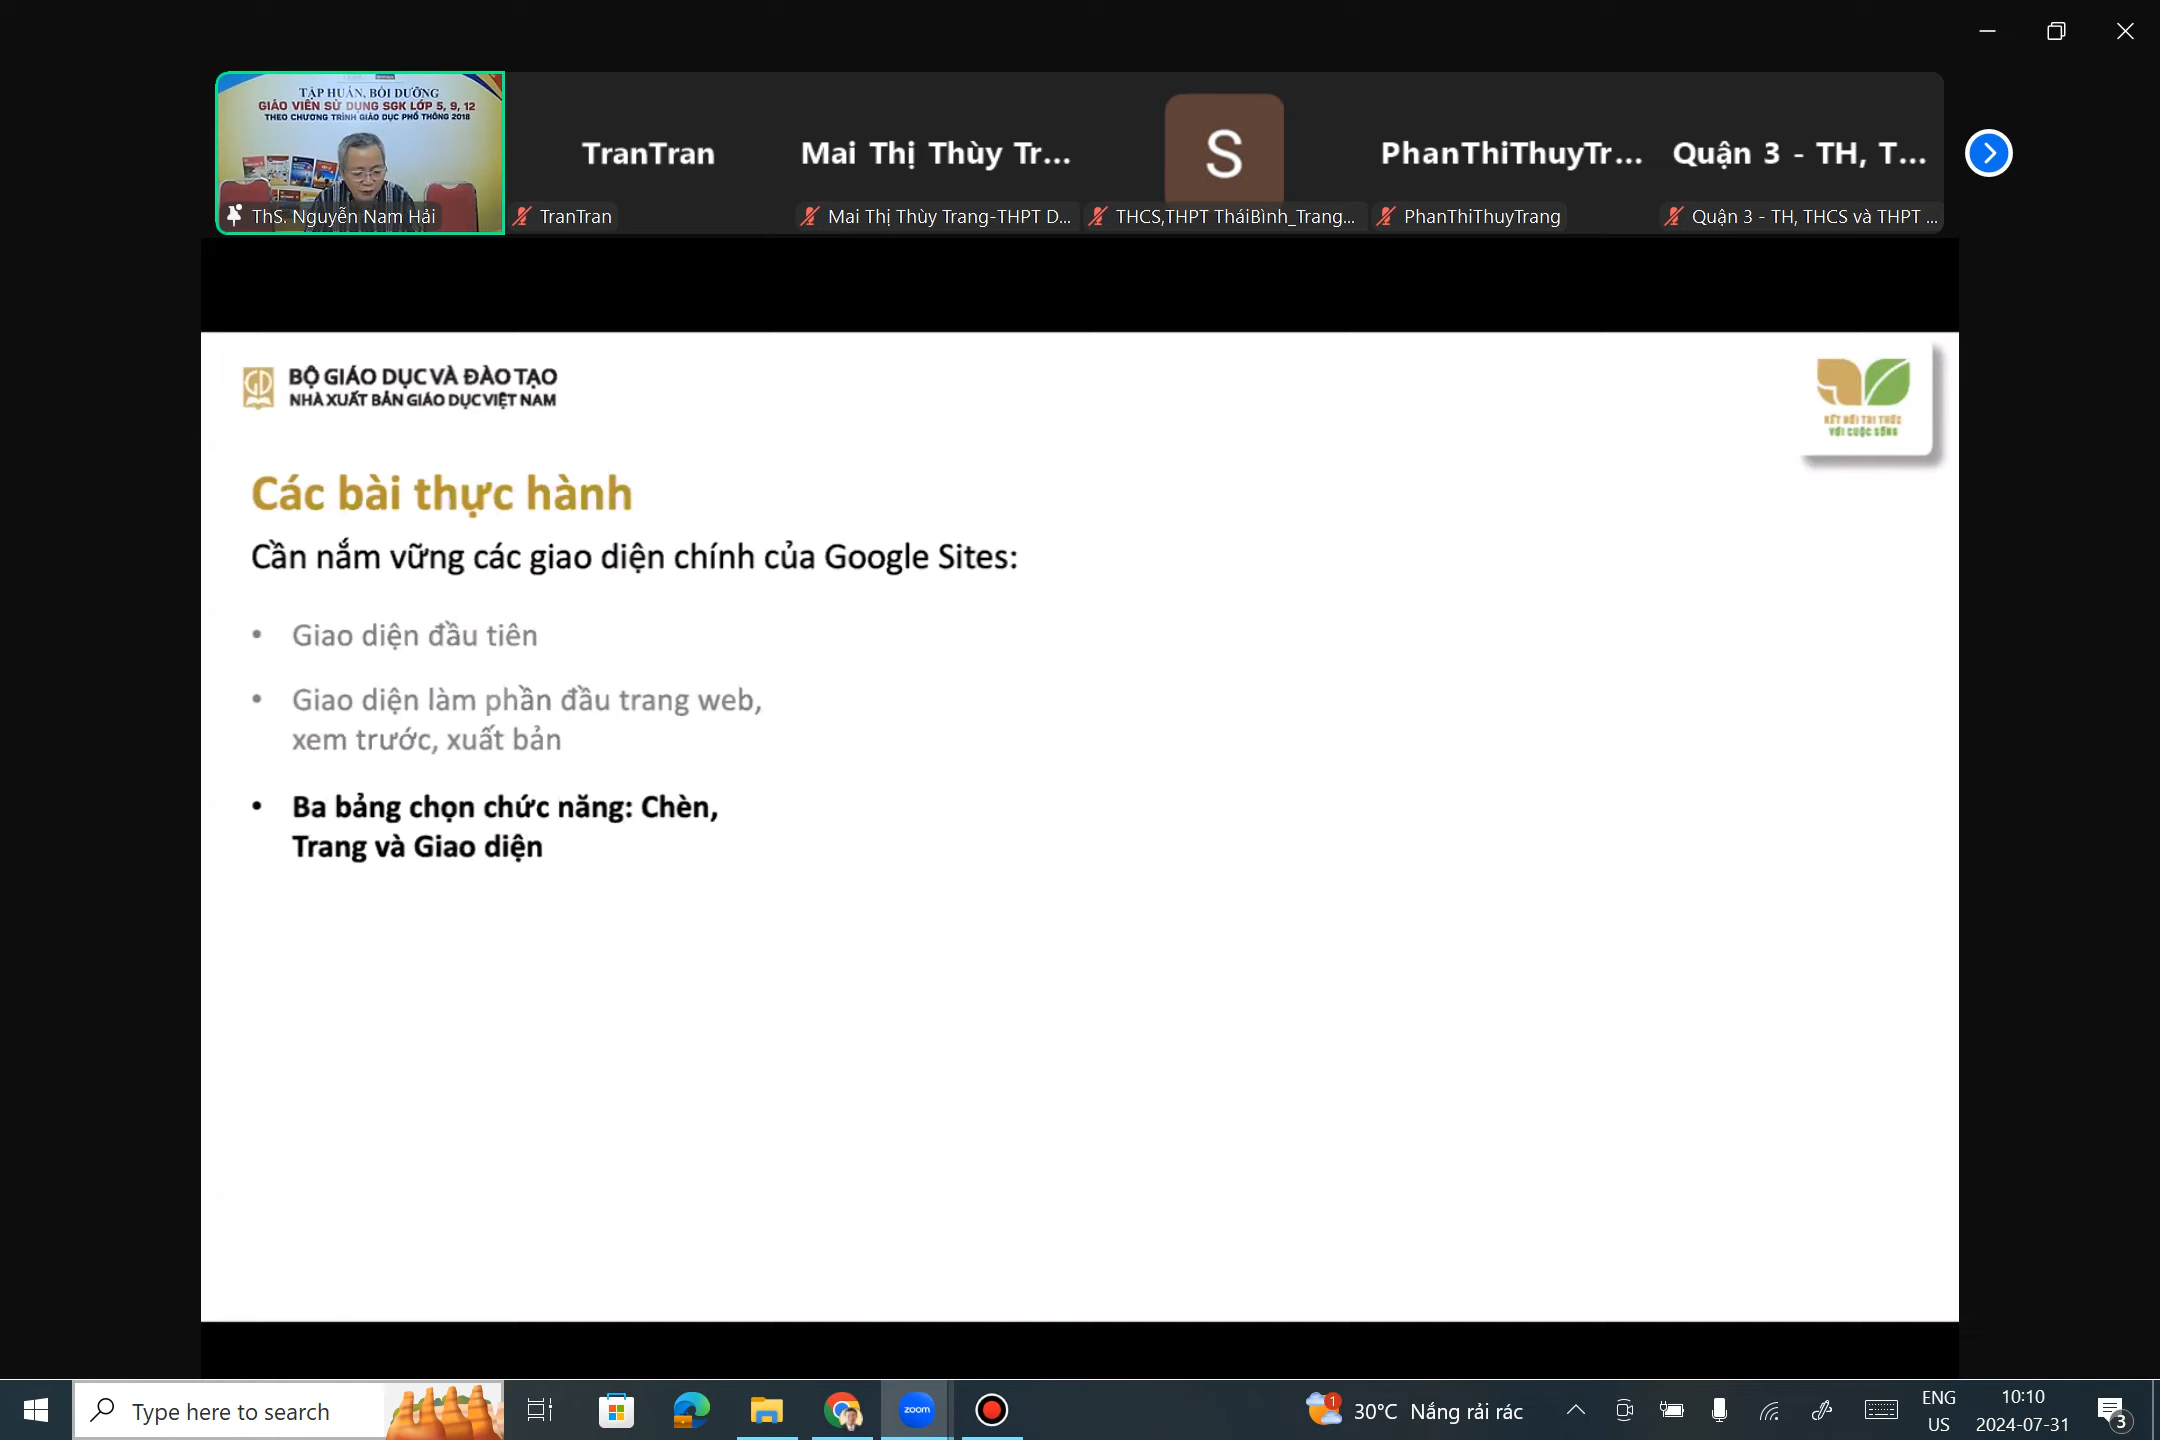 TẬP HUẤN, BỒI DƯỠNG
GIÁO VIÊN SỬ DỤNG SGK LỚP 5, 9, 12
THEO CHƯƠNG TRÌNH GIÁO DỤC PHỔ THÔNG 2018
ThS. Nguyễn Nam Hải
TranTran
TranTran
Mai Thị Thùy Tr...
Mai Thị Thùy Trang-THPT D...
S
THCS,THPT TháiBình_Trang...
PhanThiThuyTr...
PhanThiThuyTrang
Quận 3 - TH, T...
Quận 3 - TH, THCS và THPT ...
BỘ GIÁO DỤC VÀ ĐÀO TẠO
NHÀ XUẤT BẢN GIÁO DỤC VIỆT NAM
KẾT NỐI TRI THỨC
VỚI CUỘC SỐNG
Các bài thực hành
Cần nắm vững các giao diện chính của Google Sites:
• Giao diện đầu tiên
• Giao diện làm phần đầu trang web,
xem trước, xuất bản
• Ba bảng chọn chức năng: Chèn,
Trang và Giao diện
Type here to search
zoom
1
30°C Nắng rải rác
ENG
US
10:10
2024-07-31
3